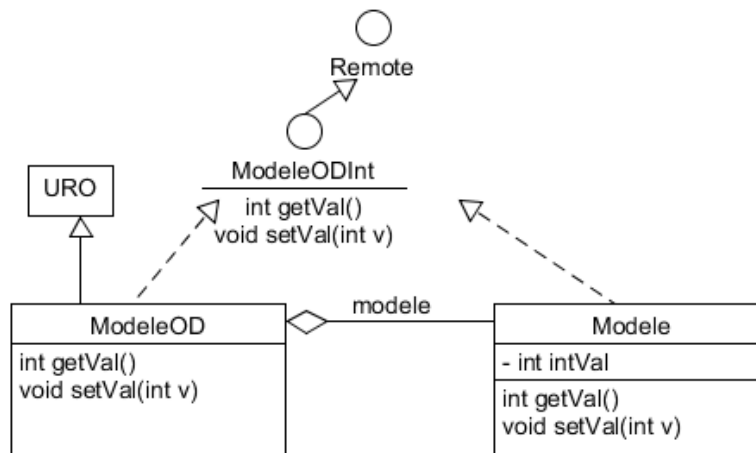 Remote
ModeleODInt
int getVal()
void setVal(int v)
URO
ModeleOD
int getVal()
void setVal(int v)
modele
Modele
- int intVal
int getVal()
void setVal(int v)